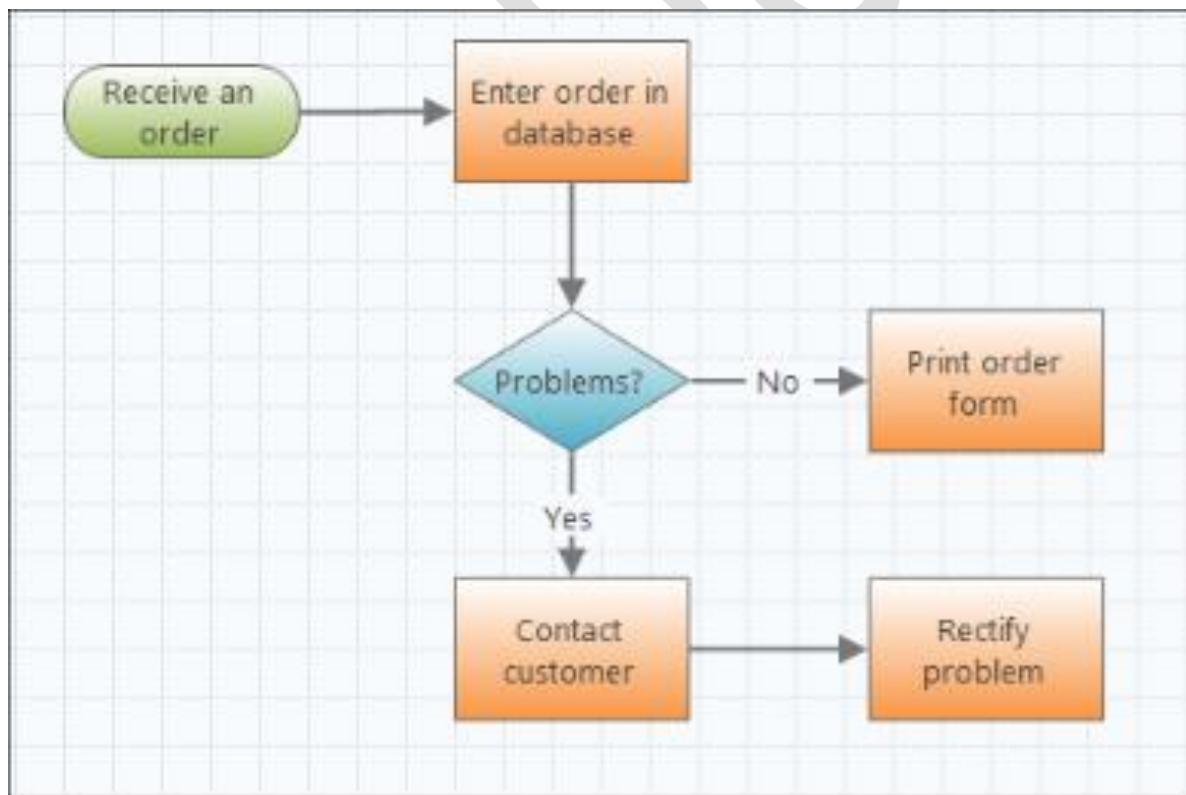 Receive an
order
Enter order in
database
Problems?
No
Print order
form
Yes
Contact
customer
Rectify
problem